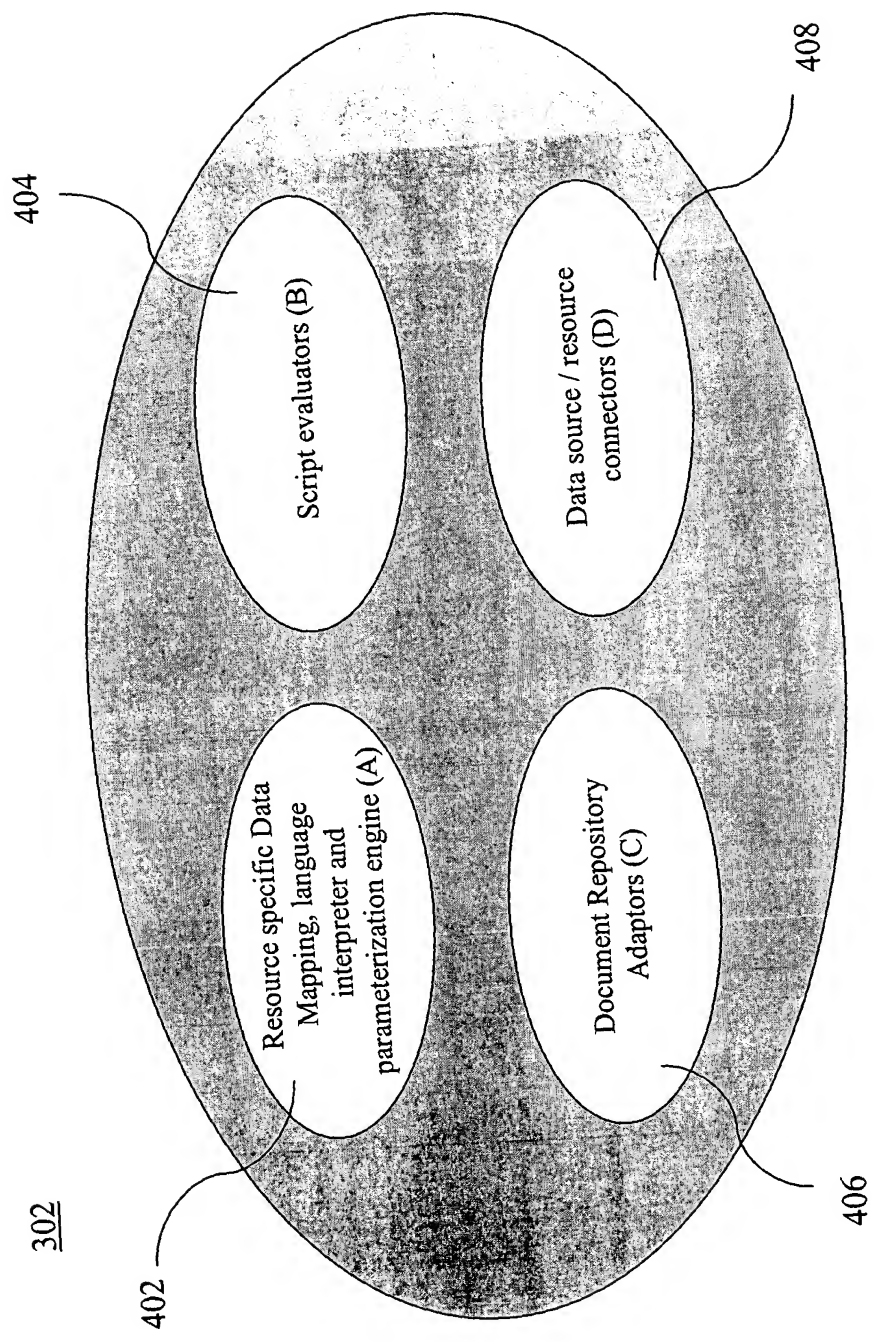 302
402
Resource specific Data
Mapping, language
interpreter and
parameterization engine (A)
404
Script evaluators (B)
406
Document Repository
Adaptors (C)
408
Data source / resource
connectors (D)